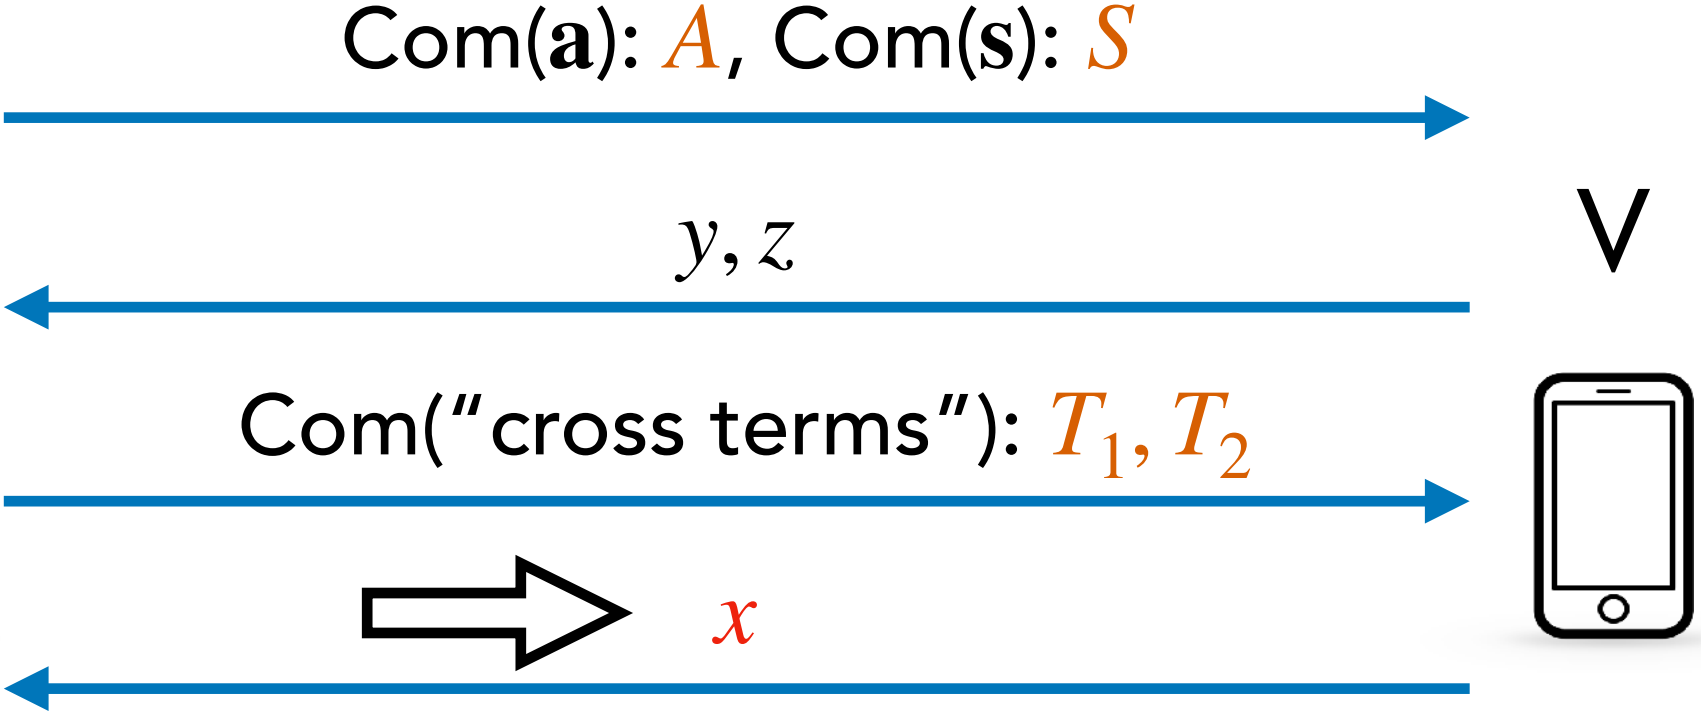 Com(a): A, Com(s): S
y, z
V
Com(“cross terms”): T₁, T₂
x